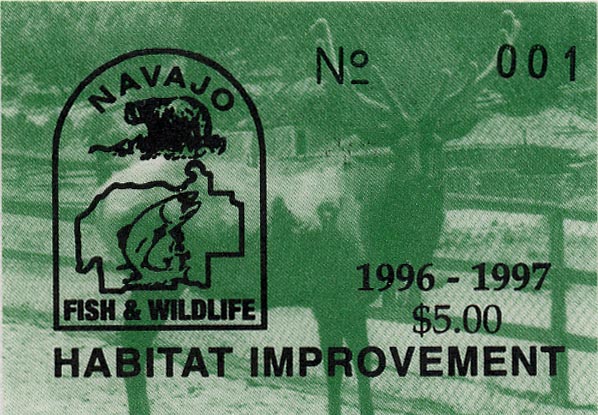 Nº 001
NAVAJO
FISH & WILDLIFE
1996 - 1997
$5.00
HABITAT IMPROVEMENT